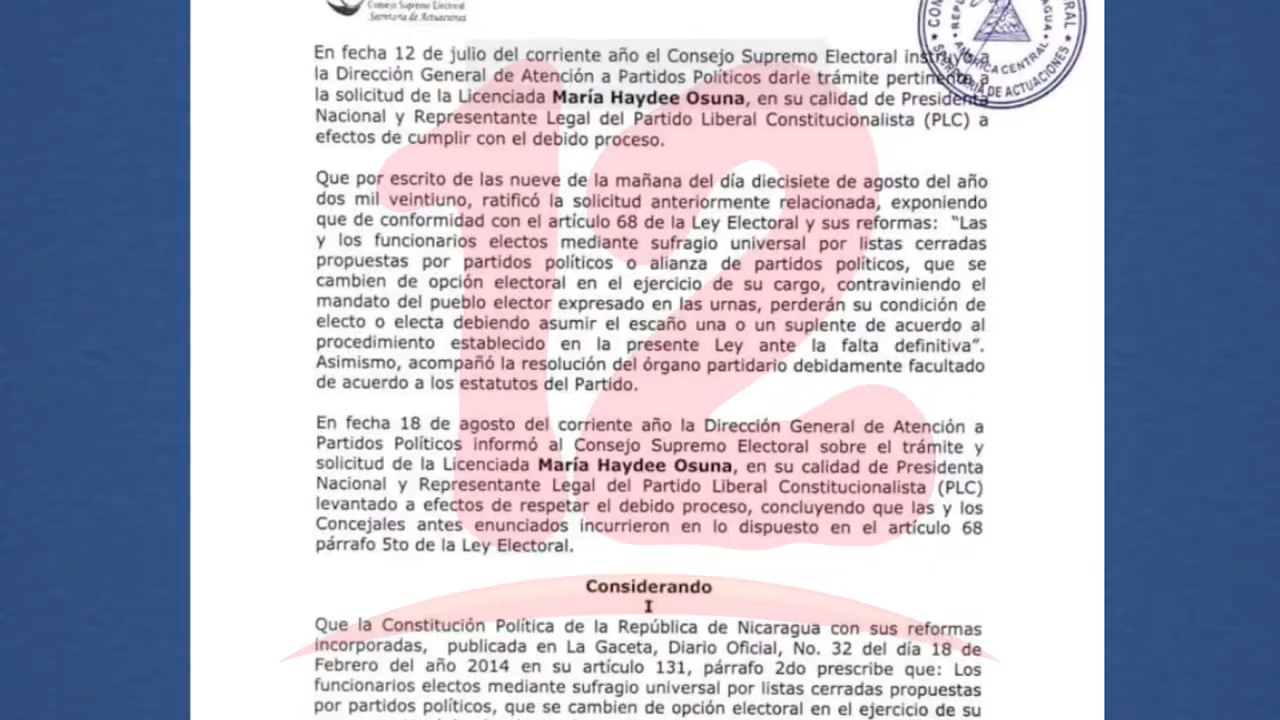 Consejo Supremo Electoral
Secretaría de Actuaciones
En fecha 12 de julio del corriente año el Consejo Supremo Electoral instruyó a
la Dirección General de Atención a Partidos Políticos darle trámite pertinente a
la solicitud de la Licenciada María Haydee Osuna, en su calidad de Presidenta
Nacional y Representante Legal del Partido Liberal Constitucionalista (PLC) a
efectos de cumplir con el debido proceso.
Que por escrito de las nueve de la mañana del día diecisiete de agosto del año
dos mil veintiuno, ratificó la solicitud anteriormente relacionada, exponiendo
que de conformidad con el artículo 68 de la Ley Electoral y sus reformas: "Las
y los funcionarios electos mediante sufragio universal por listas cerradas
propuestas por partidos políticos o alianza de partidos políticos, que se
cambien de opción electoral en el ejercicio de su cargo, contraviniendo el
mandato del pueblo elector expresado en las urnas, perderán su condición de
electo o electa debiendo asumir el escaño una o un suplente de acuerdo al
procedimiento establecido en la presente Ley ante la falta definitiva".
Asimismo, acompañó la resolución del órgano partidario debidamente facultado
de acuerdo a los estatutos del Partido.
En fecha 18 de agosto del corriente año la Dirección General de Atención a
Partidos Políticos informó al Consejo Supremo Electoral sobre el trámite y
solicitud de la Licenciada María Haydee Osuna, en su calidad de Presidenta
Nacional y Representante Legal del Partido Liberal Constitucionalista (PLC)
levantado a efectos de respetar el debido proceso, concluyendo que las y los
Concejales antes enunciados incurrieron en lo dispuesto en el artículo 68
párrafo 5to de la Ley Electoral.
Considerando
I
Que la Constitución Política de la República de Nicaragua con sus reformas
incorporadas, publicada en La Gaceta, Diario Oficial, No. 32 del día 18 de
Febrero del año 2014 en su artículo 131, párrafo 2do prescribe que: Los
funcionarios electos mediante sufragio universal por listas cerradas propuestas
por partidos políticos, que se cambien de opción electoral en el ejercicio de su
12
AMERICA CENTRAL
SECRETARIA DE ACTUACIONES